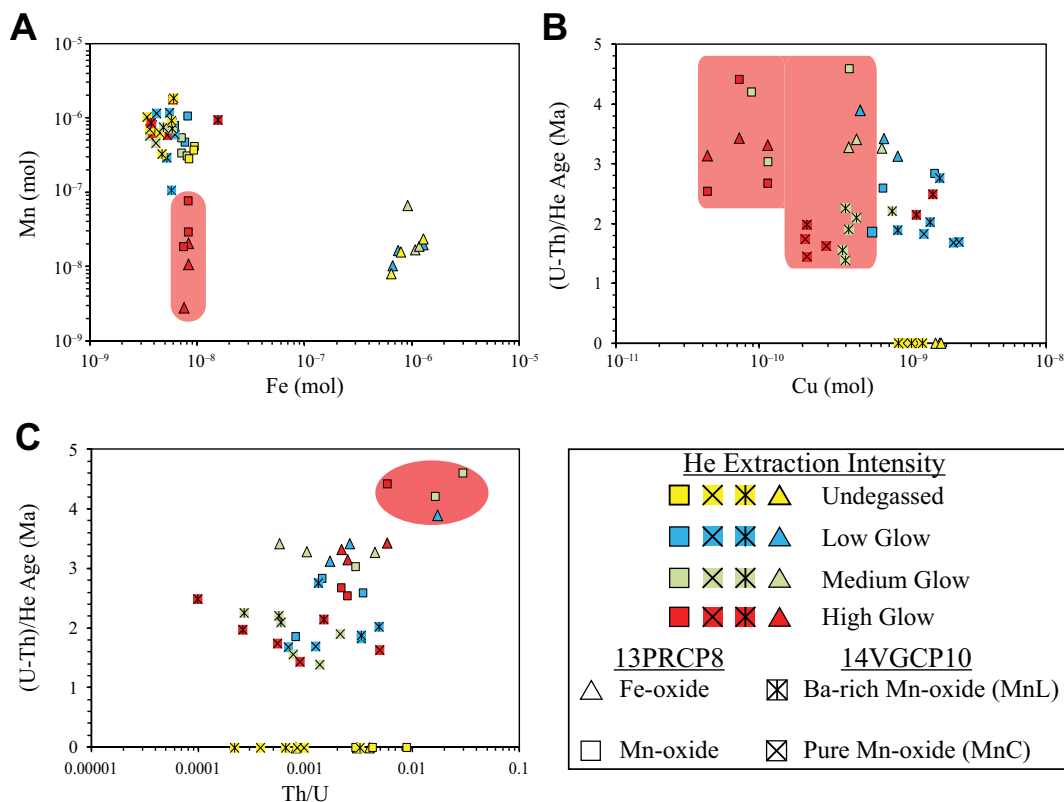 A
10⁻⁵
10⁻⁶
10⁻⁷
10⁻⁸
10⁻⁹
Mn (mol)
10⁻⁹ 10⁻⁸ 10⁻⁷ 10⁻⁶ 10⁻⁵
Fe (mol)
B
5
4
3
2
1
0
(U-Th)/He Age (Ma)
10⁻¹¹ 10⁻¹⁰ 10⁻⁹ 10⁻⁸
Cu (mol)
C
5
4
3
2
1
0
(U-Th)/He Age (Ma)
0.00001 0.0001 0.001 0.01 0.1
Th/U
He Extraction Intensity
Undegassed
Low Glow
Medium Glow
High Glow
13PRCP8 14VGCP10
Fe-oxide Ba-rich Mn-oxide (MnL)
Mn-oxide Pure Mn-oxide (MnC)